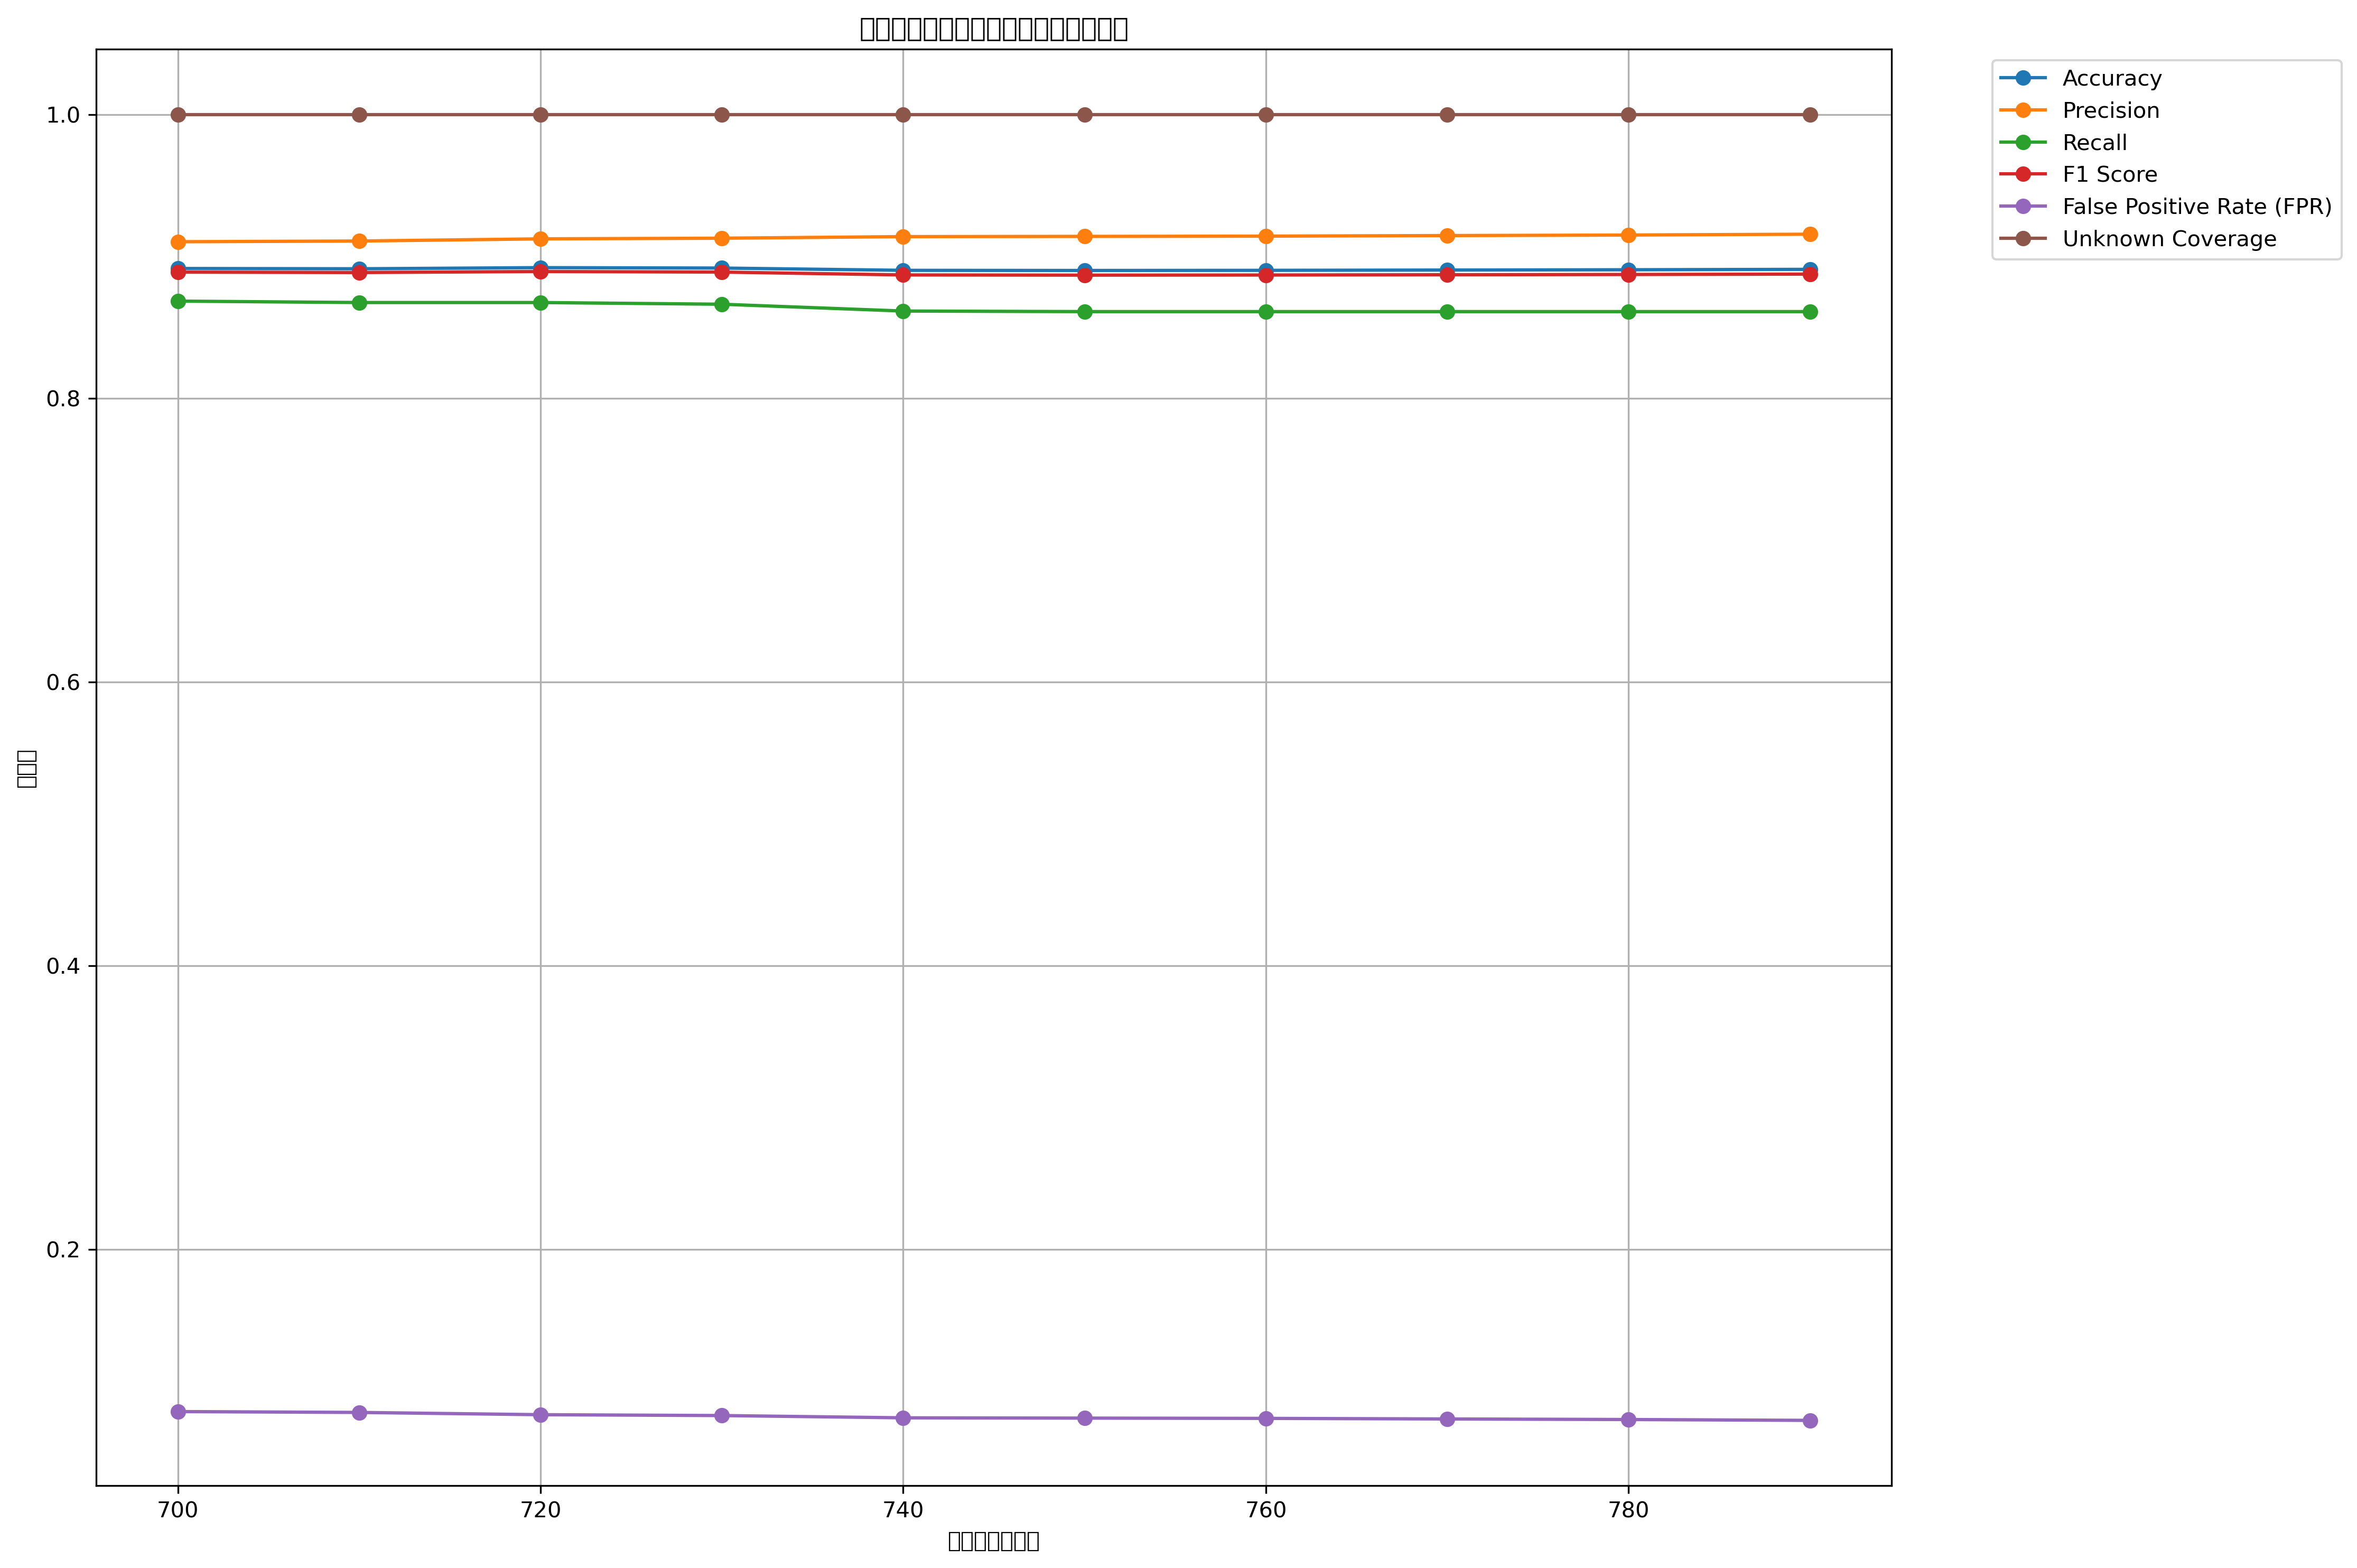 Accuracy
Precision
Recall
F1 Score
False Positive Rate (FPR)
Unknown Coverage
1.0
0.8
0.6
0.4
0.2
700 720 740 760 780